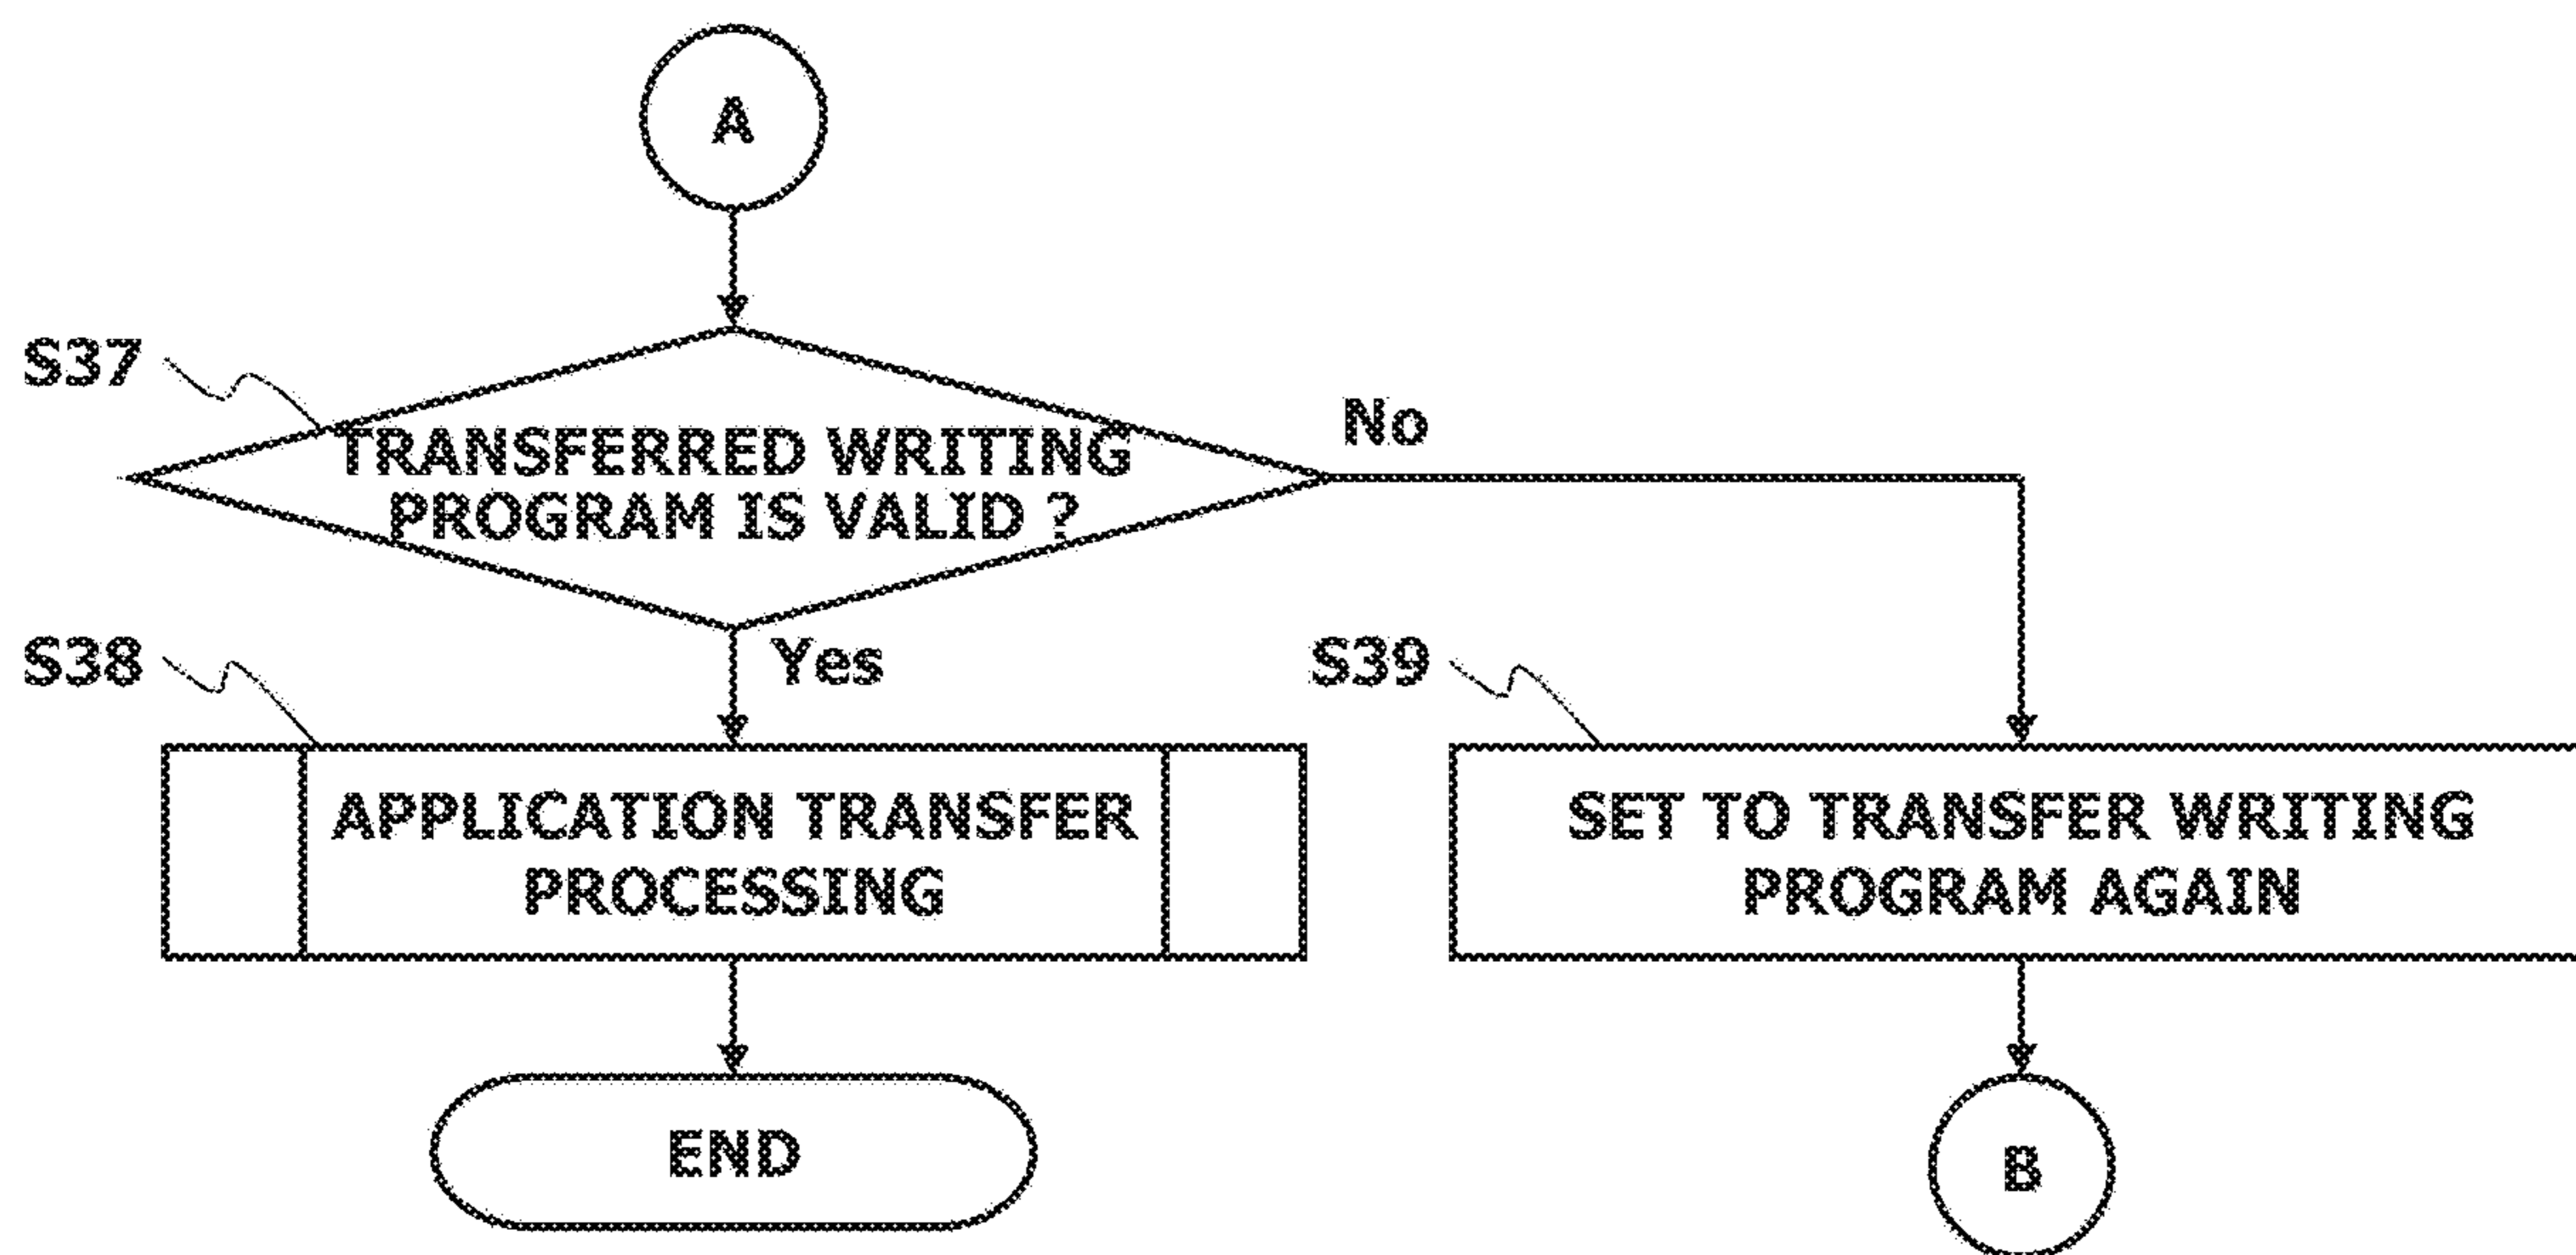 A
S37
TRANSFERRED WRITING
PROGRAM IS VALID ?
No
Yes
S38
APPLICATION TRANSFER
PROCESSING
S39
SET TO TRANSFER WRITING
PROGRAM AGAIN
END
B